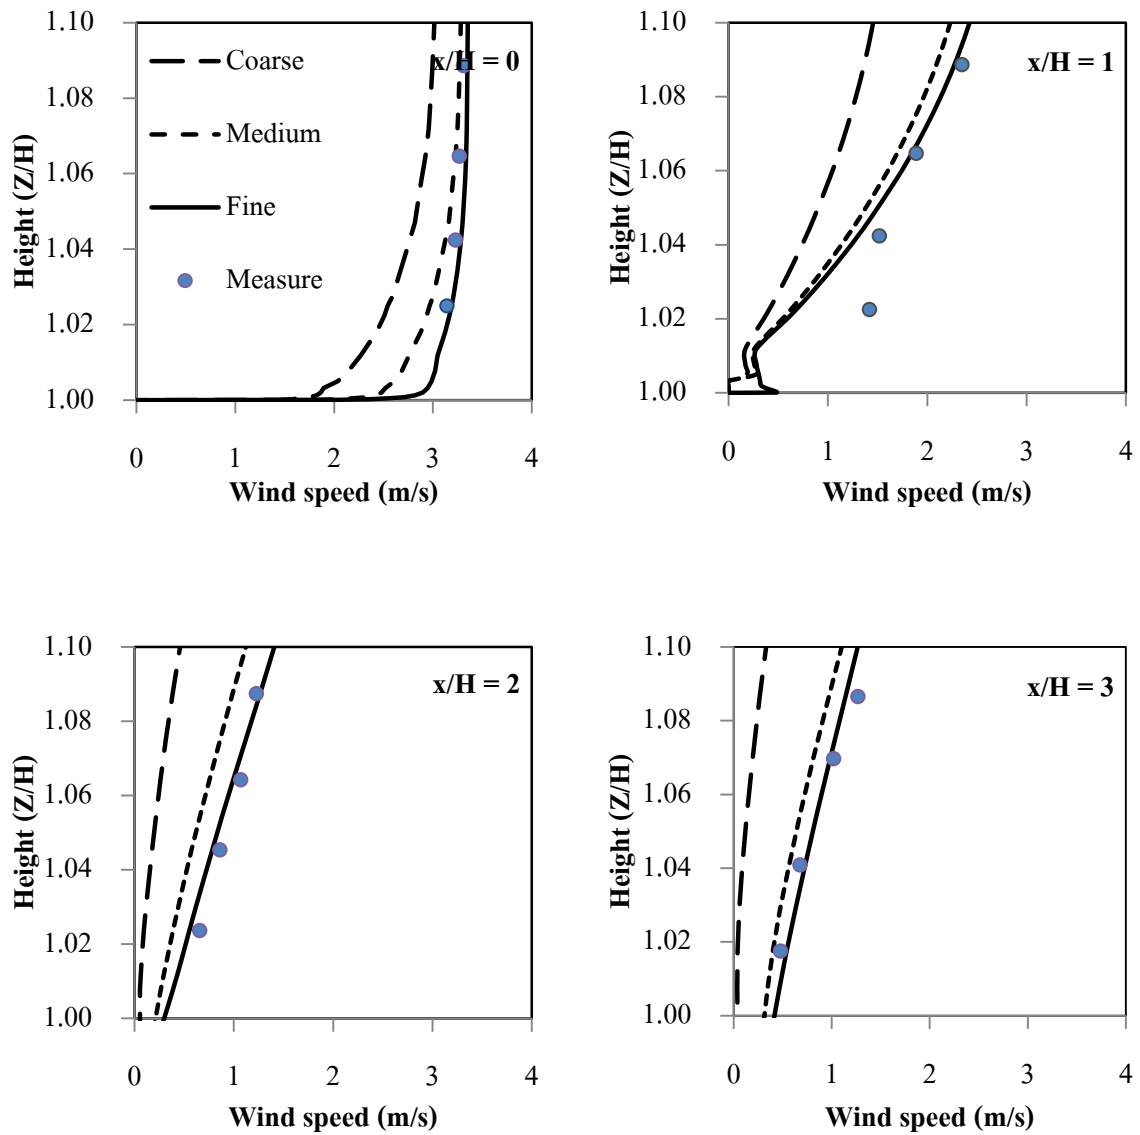 1.10
1.08
1.06
1.04
1.02
1.00
Height (Z/H)
Coarse
Medium
Fine
Measure
x/H = 0
0 1 2 3 4
Wind speed (m/s)
1.10
1.08
1.06
1.04
1.02
1.00
Height (Z/H)
x/H = 1
0 1 2 3 4
Wind speed (m/s)
1.10
1.08
1.06
1.04
1.02
1.00
Height (Z/H)
x/H = 2
0 1 2 3 4
Wind speed (m/s)
1.10
1.08
1.06
1.04
1.02
1.00
Height (Z/H)
x/H = 3
0 1 2 3 4
Wind speed (m/s)